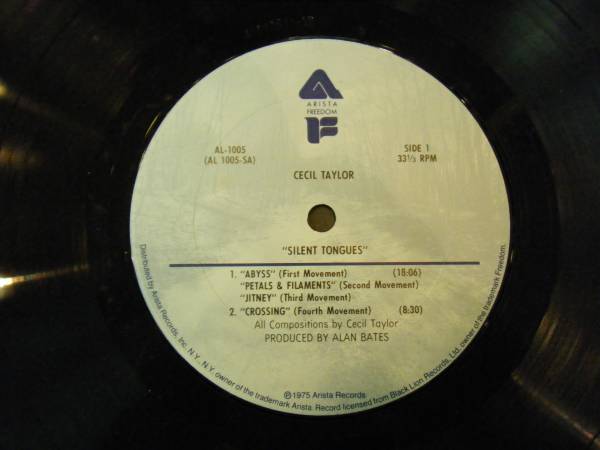 ARISTA
FREEDOM
AL-1005
(AL 1005-SA)
SIDE 1
33⅓ RPM
CECIL TAYLOR
"SILENT TONGUES"
1. "ABYSS" (First Movement) (18:06)
"PETALS & FILAMENTS" (Second Movement)
"JITNEY" (Third Movement)
2. "CROSSING" (Fourth Movement) (8:30)
All Compositions by Cecil Taylor
PRODUCED BY ALAN BATES
℗1975 Arista Records.
Distributed by Arista Records, Inc. N.Y., N.Y. owner of the trademark Arista. Record licensed from Black Lion Records, Ltd. owner of the trademark Freedom.